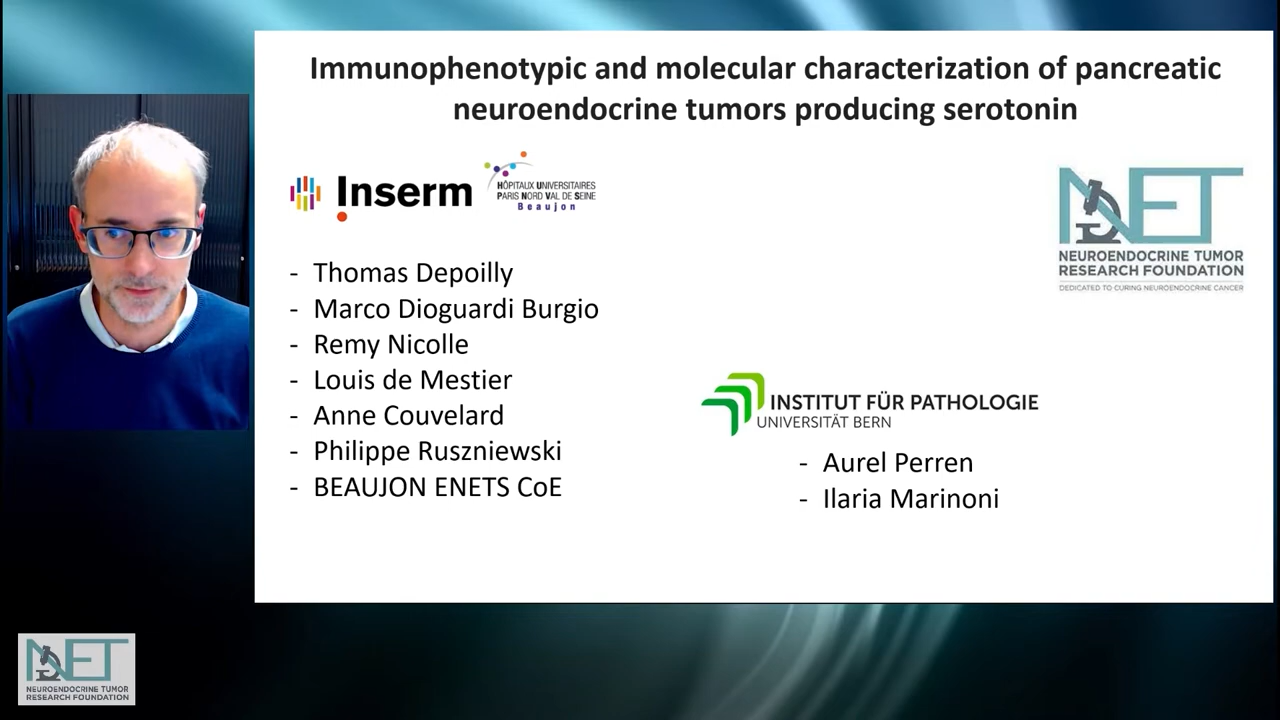 Immunophenotypic and molecular characterization of pancreatic
neuroendocrine tumors producing serotonin
Inserm
HÔPITAUX UNIVERSITAIRES
PARIS NORD VAL DE SEINE
Beaujon
NET
NEUROENDOCRINE TUMOR
RESEARCH FOUNDATION
DEDICATED TO CURING NEUROENDOCRINE CANCER
- Thomas Depoilly
- Marco Dioguardi Burgio
- Remy Nicolle
- Louis de Mestier
- Anne Couvelard
- Philippe Ruszniewski
- BEAUJON ENETS CoE
INSTITUT FÜR PATHOLOGIE
UNIVERSITÄT BERN
- Aurel Perren
- Ilaria Marinoni
NET
NEUROENDOCRINE TUMOR
RESEARCH FOUNDATION